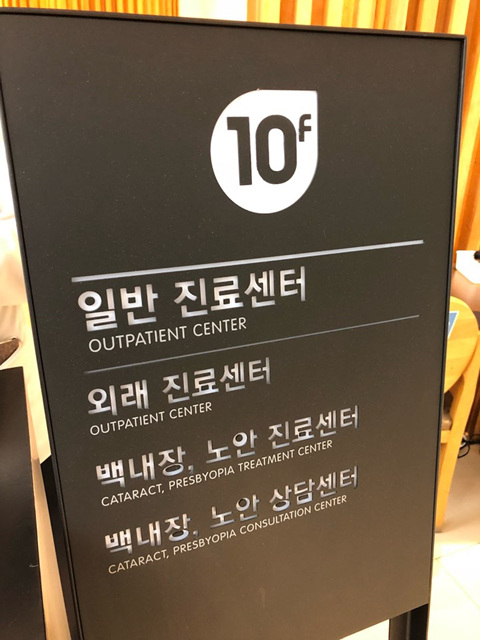 10F
일반 진료센터
OUTPATIENT CENTER
외래 진료센터
OUTPATIENT CENTER
백내장, 노안 진료센터
CATARACT, PRESBYOPIA TREATMENT CENTER
백내장, 노안 상담센터
CATARACT, PRESBYOPIA CONSULTATION CENTER